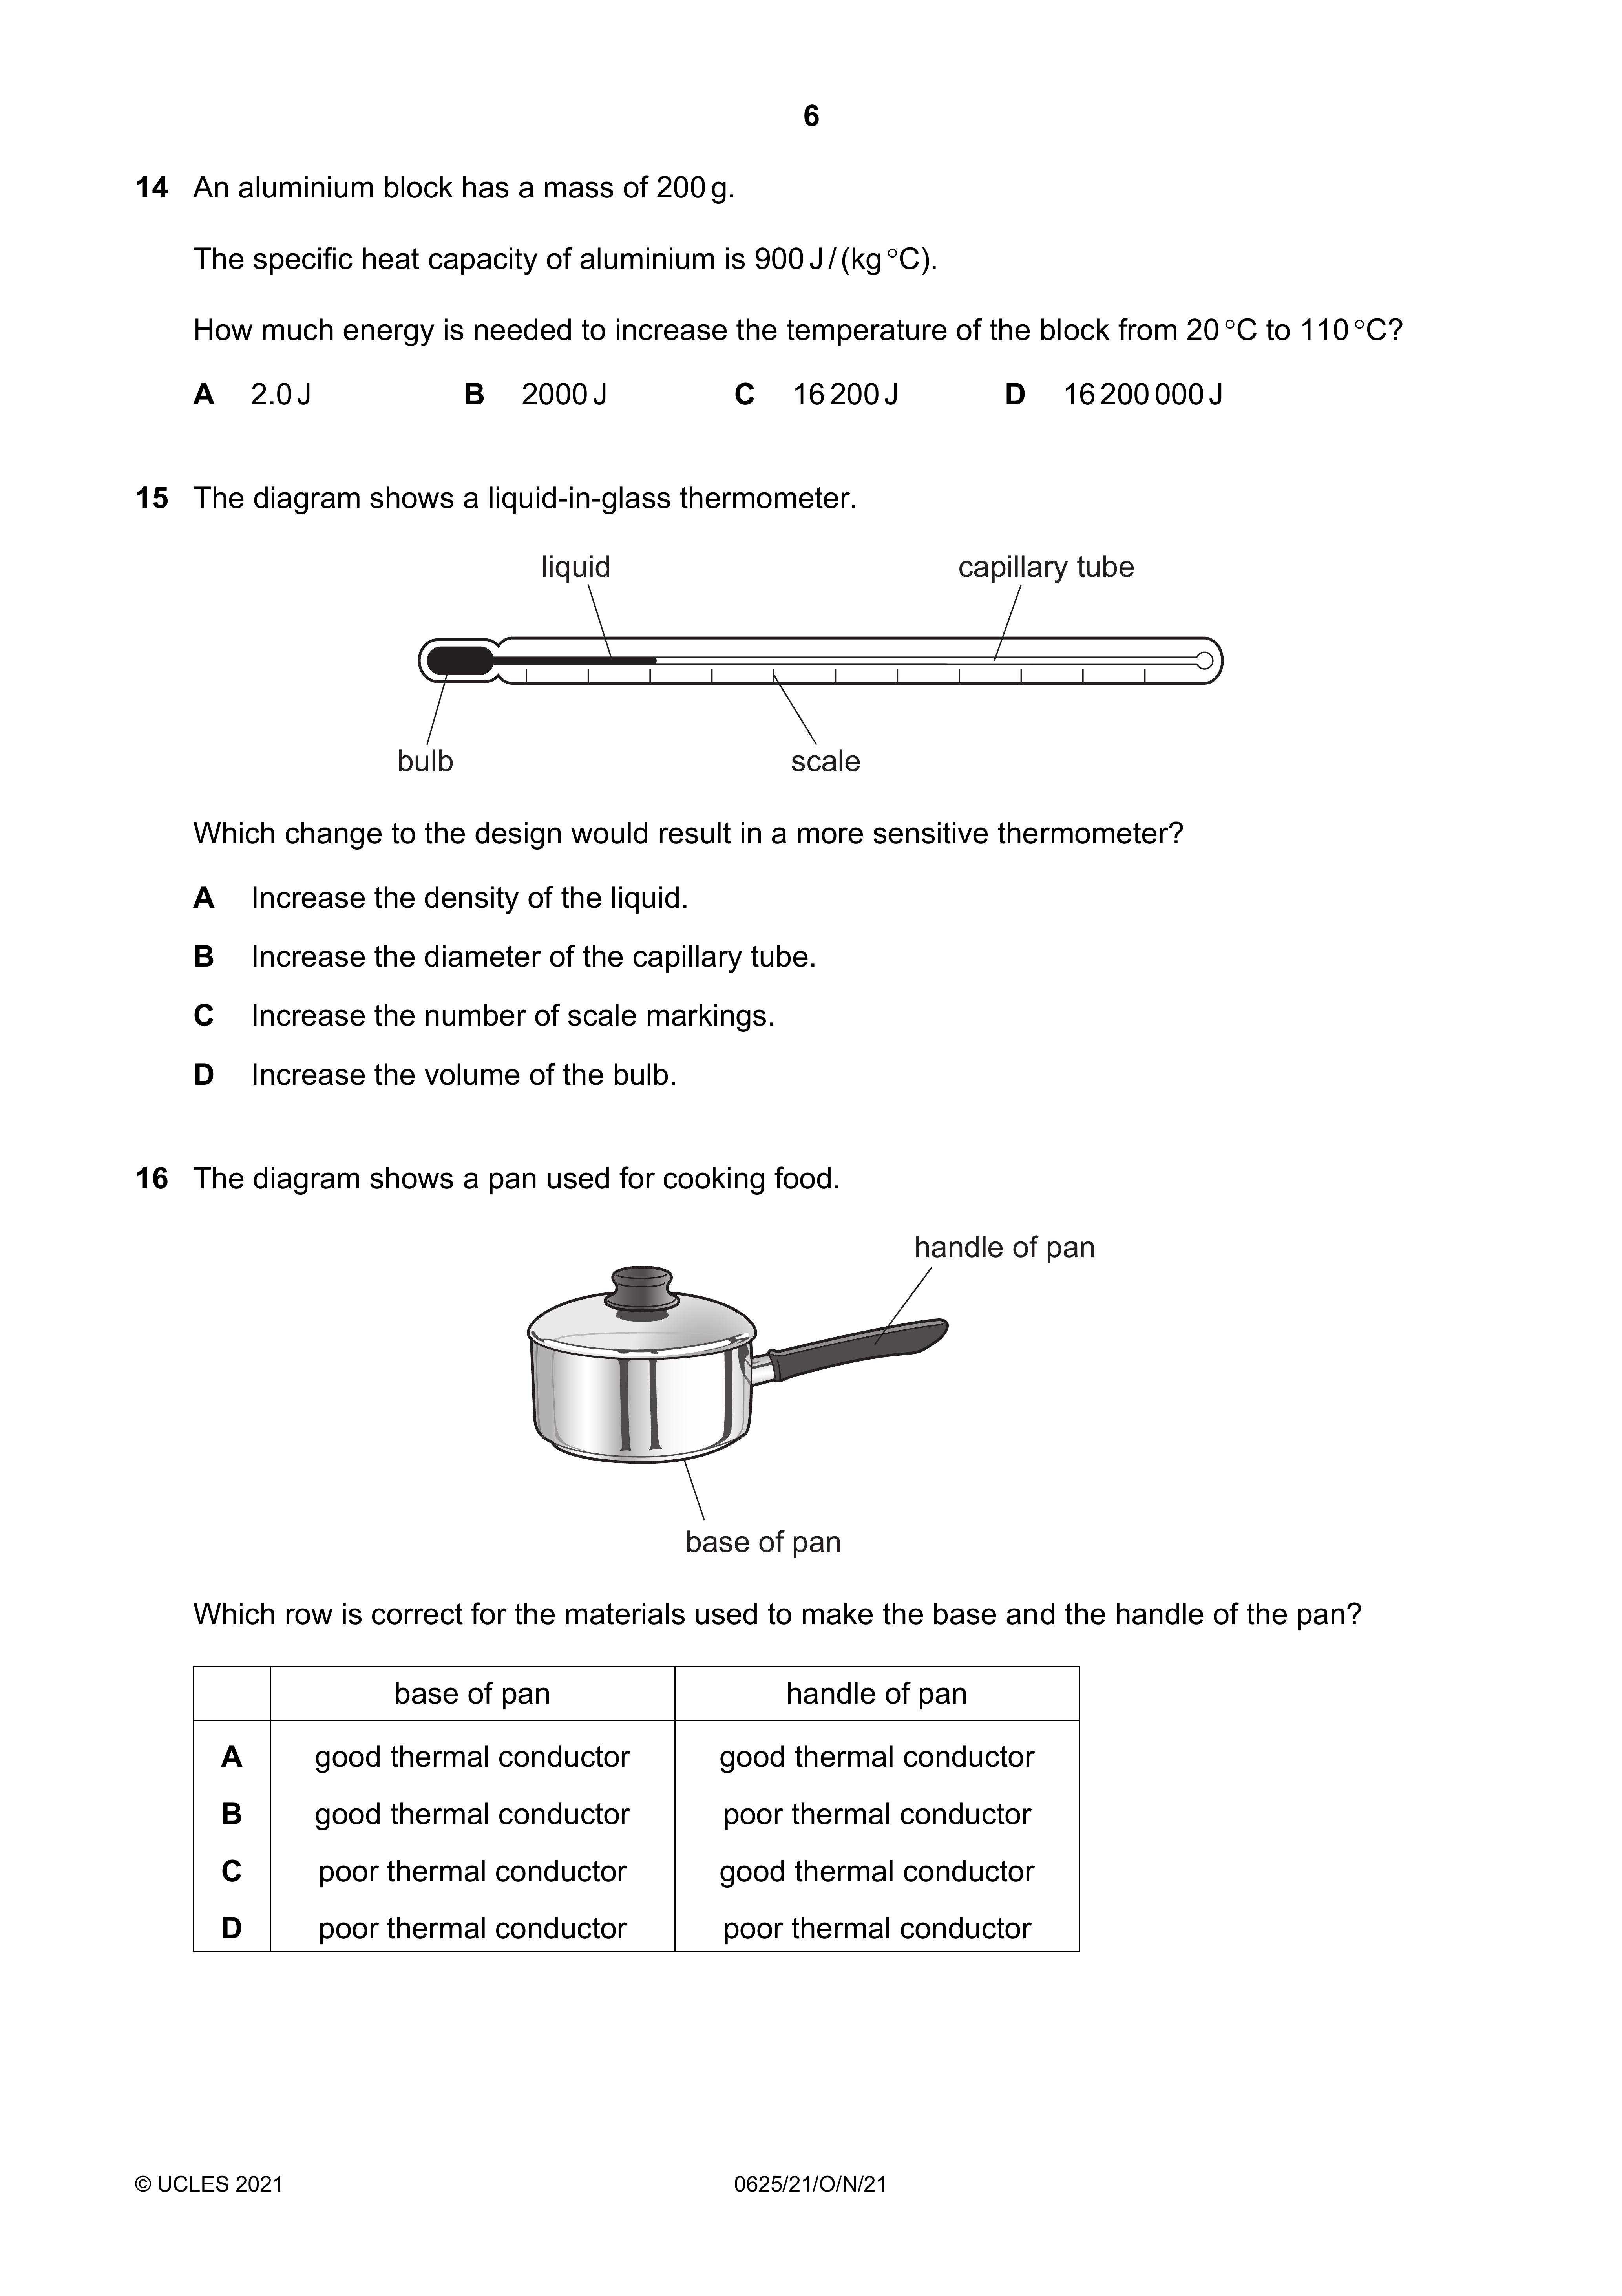 6
14 An aluminium block has a mass of 200 g.
The specific heat capacity of aluminium is 900 J / (kg °C).
How much energy is needed to increase the temperature of the block from 20 °C to 110 °C?
A 2.0 J B 2000 J C 16 200 J D 16 200 000 J
15 The diagram shows a liquid-in-glass thermometer.
liquid capillary tube
bulb scale
Which change to the design would result in a more sensitive thermometer?
A Increase the density of the liquid.
B Increase the diameter of the capillary tube.
C Increase the number of scale markings.
D Increase the volume of the bulb.
16 The diagram shows a pan used for cooking food.
handle of pan
base of pan
Which row is correct for the materials used to make the base and the handle of the pan?
base of pan handle of pan
A good thermal conductor good thermal conductor
B good thermal conductor poor thermal conductor
C poor thermal conductor good thermal conductor
D poor thermal conductor poor thermal conductor
© UCLES 2021 0625/21/O/N/21